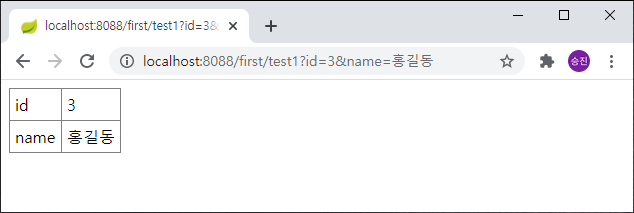 localhost:8088/first/test1?id=3&
localhost:8088/first/test1?id=3&name=홍길동
승진
id 3
name 홍길동